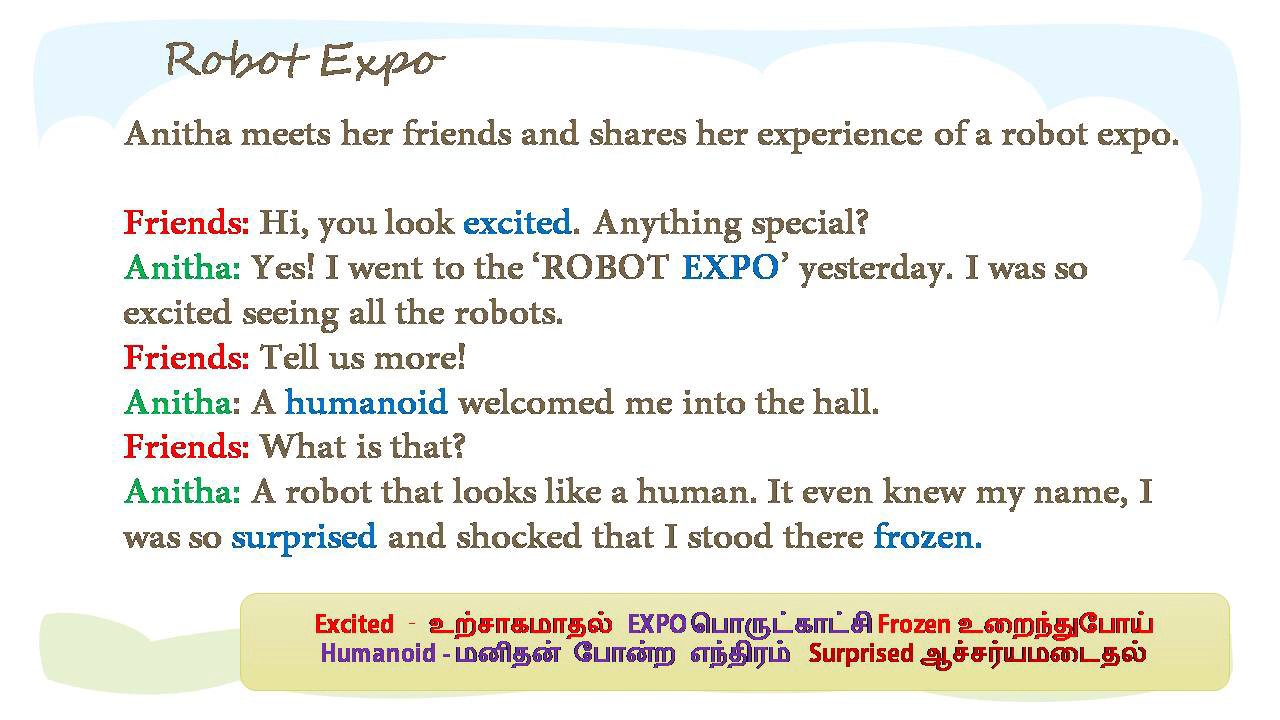 Robot Expo
Anitha meets her friends and shares her experience of a robot expo.
Friends: Hi, you look excited. Anything special?
Anitha: Yes! I went to the ‘ROBOT EXPO’ yesterday. I was so
excited seeing all the robots.
Friends: Tell us more!
Anitha: A humanoid welcomed me into the hall.
Friends: What is that?
Anitha: A robot that looks like a human. It even knew my name, I
was so surprised and shocked that I stood there frozen.
Excited - உற்சாகமாதல் EXPO பொருட்காட்சி Frozen உறைந்துபோய்
Humanoid - மனிதன் போன்ற எந்திரம் Surprised ஆச்சர்யமடைதல்